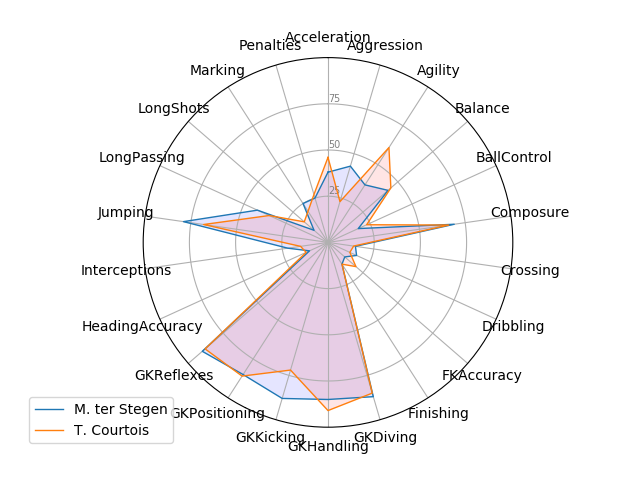 Acceleration
Penalties
Aggression
Marking
Agility
LongShots
Balance
75
LongPassing
BallControl
50
Jumping
Composure
25
Interceptions
Crossing
HeadingAccuracy
Dribbling
GKReflexes
FKAccuracy
GKPositioning
Finishing
GKKicking
GKDiving
GKHandling
M. ter Stegen
T. Courtois